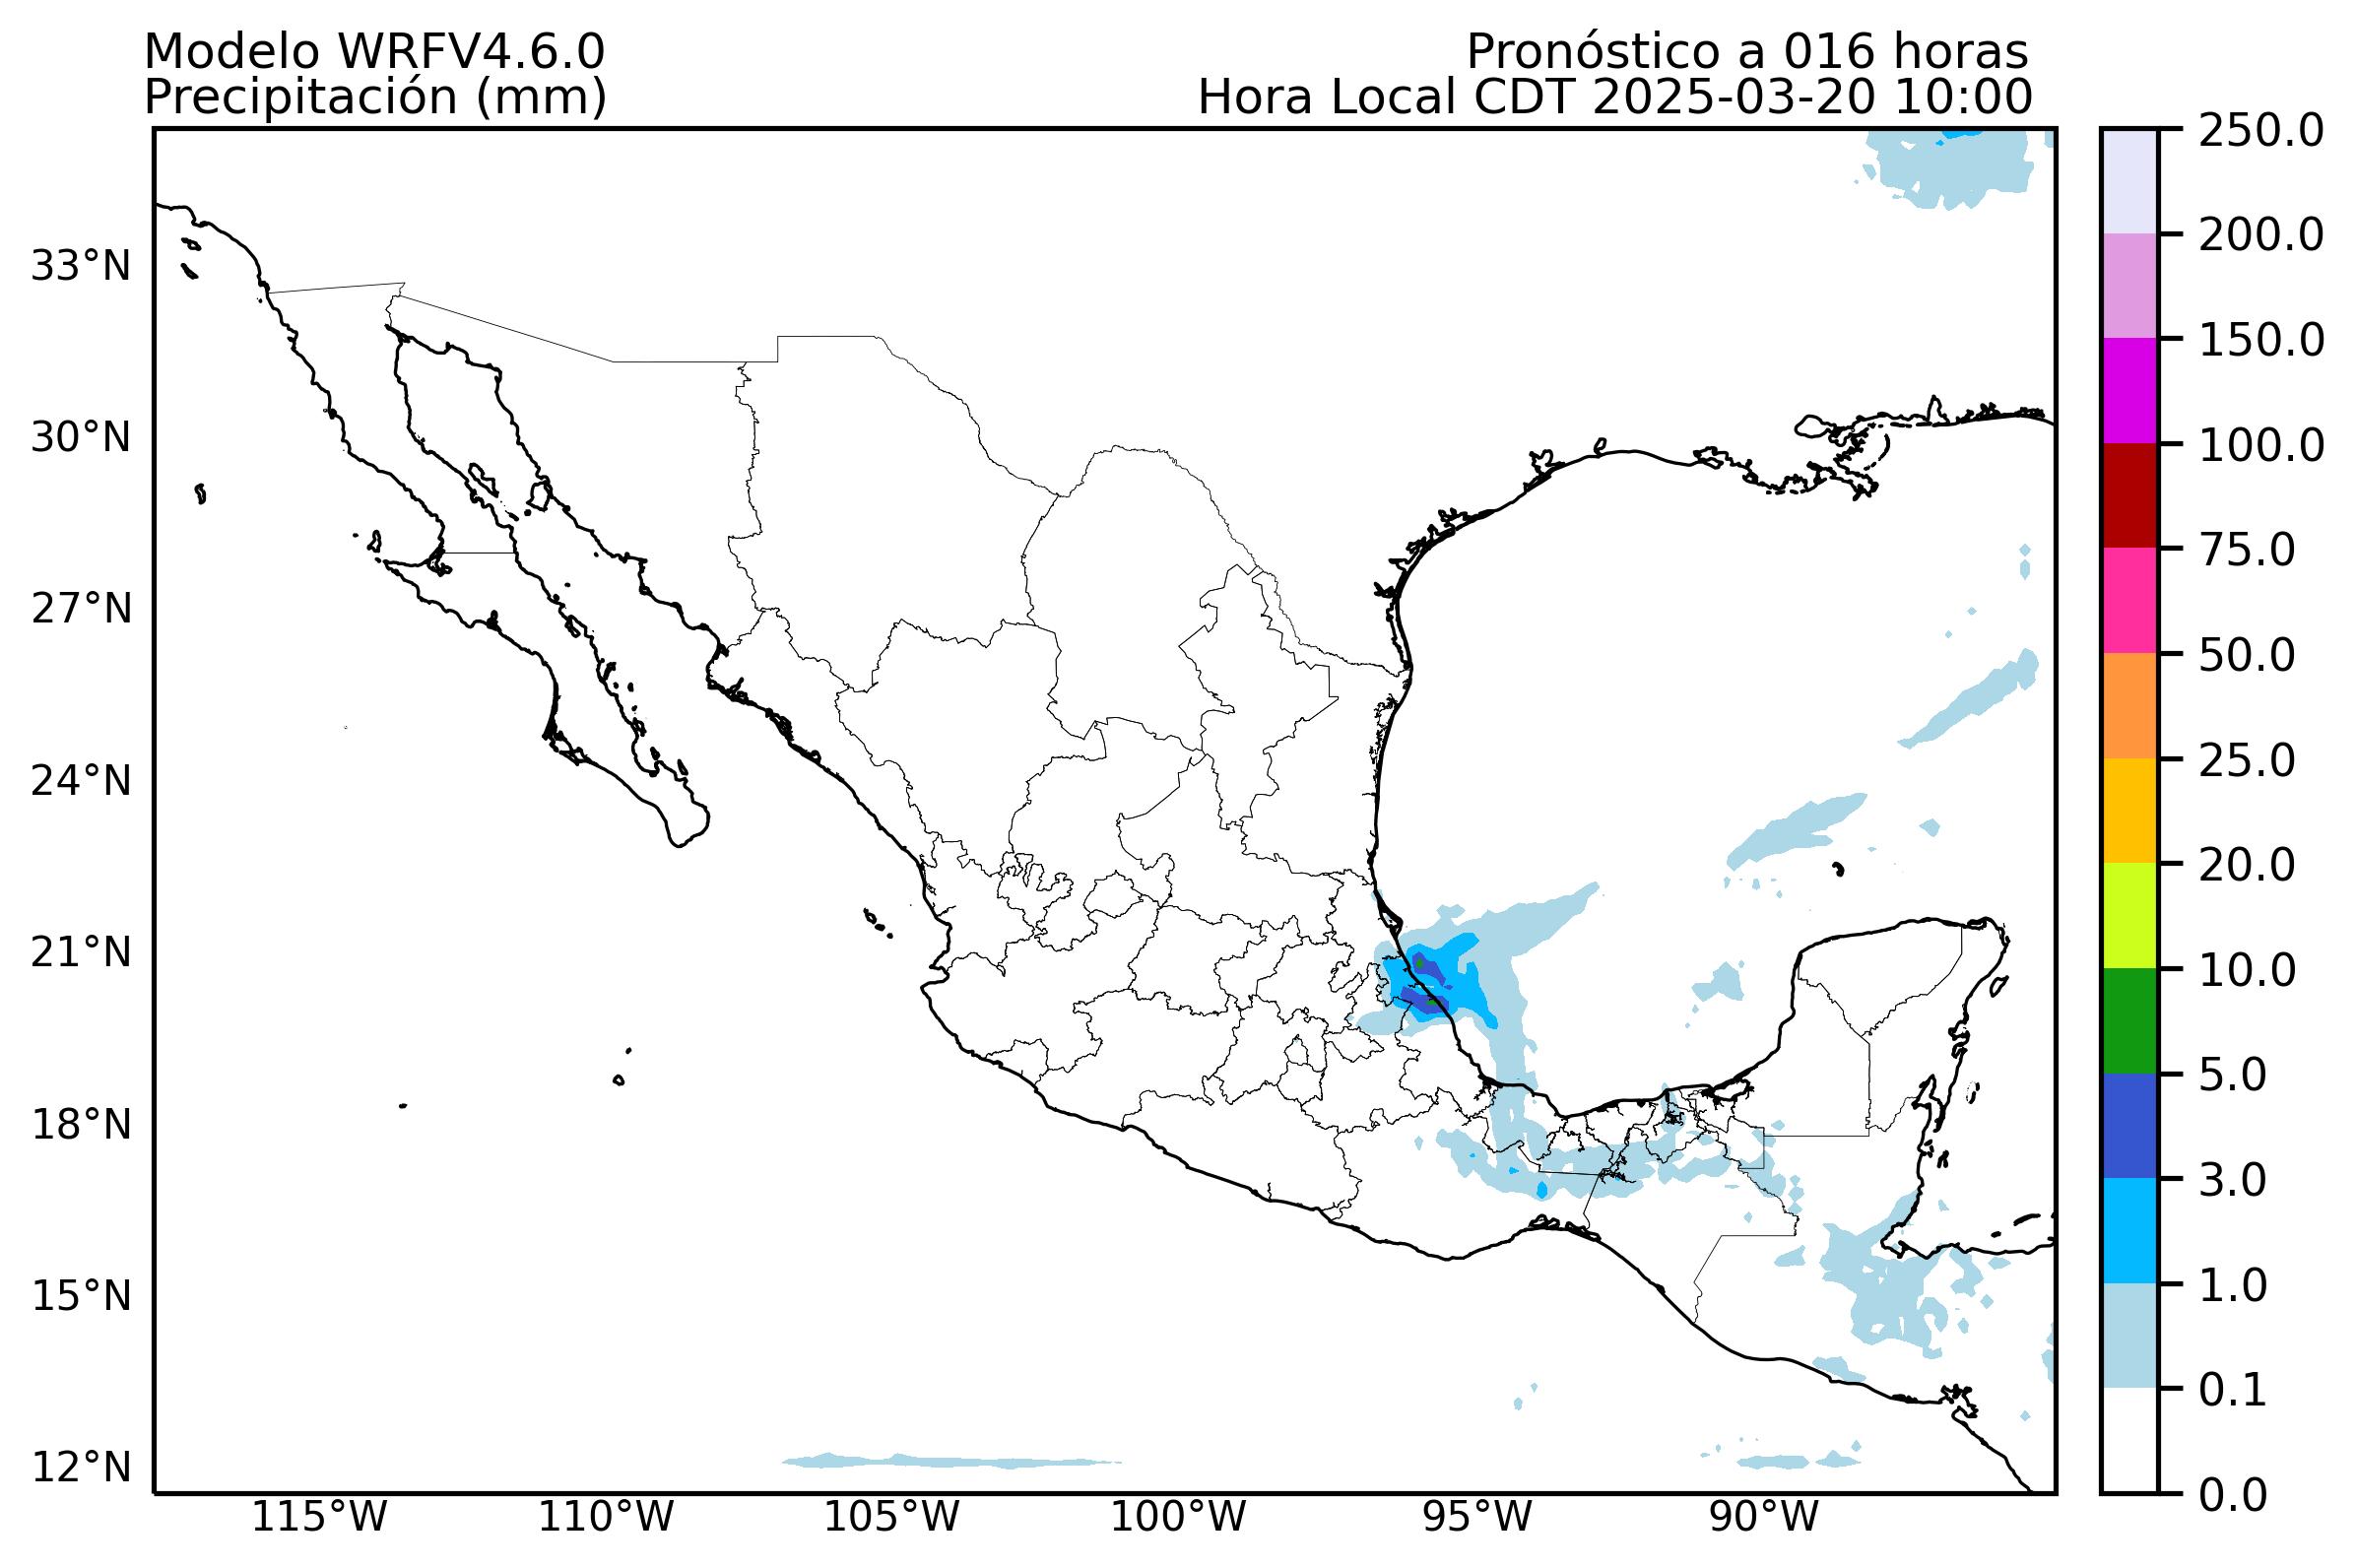 Modelo WRFV4.6.0
Precipitación (mm)
Pronóstico a 016 horas
Hora Local CDT 2025-03-20 10:00
33°N
30°N
27°N
24°N
21°N
18°N
15°N
12°N
115°W
110°W
105°W
100°W
95°W
90°W
250.0
200.0
150.0
100.0
75.0
50.0
25.0
20.0
10.0
5.0
3.0
1.0
0.1
0.0